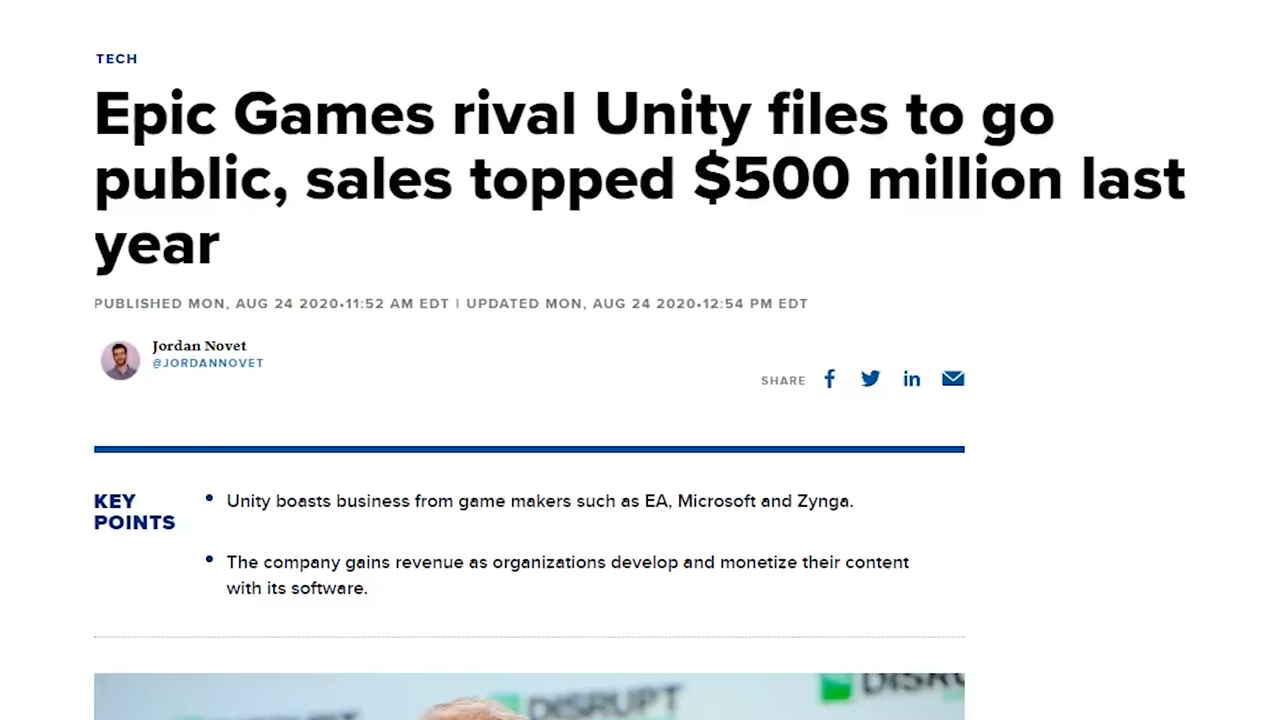 TECH
Epic Games rival Unity files to go
public, sales topped $500 million last
year
PUBLISHED MON, AUG 24 2020•11:52 AM EDT | UPDATED MON, AUG 24 2020•12:54 PM EDT
Jordan Novet
@JORDANNOVET
SHARE
KEY
POINTS
• Unity boasts business from game makers such as EA, Microsoft and Zynga.
• The company gains revenue as organizations develop and monetize their content
with its software.
DISRUPT